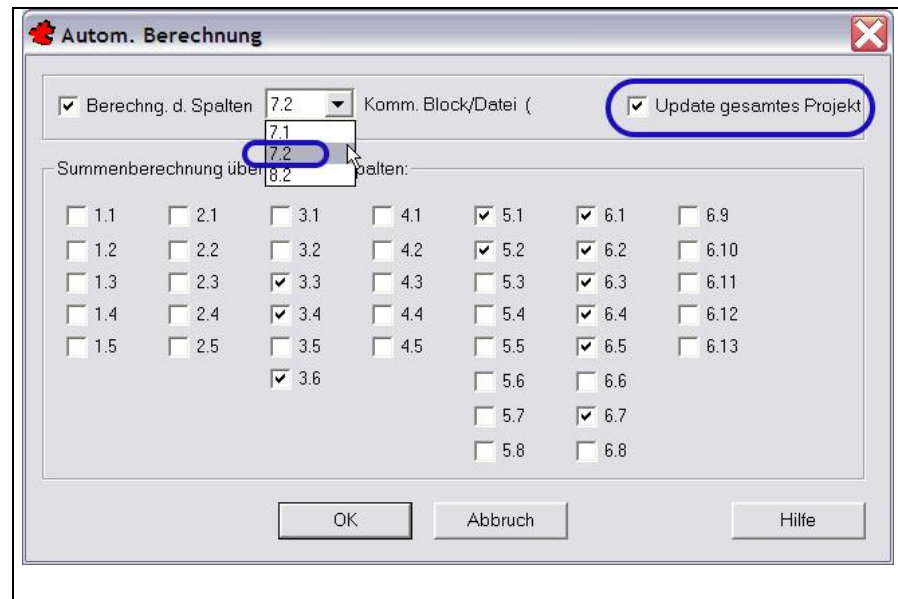 Autom. Berechnung
Berechng. d. Spalten 7.2 Komm. Block/Datei ( Update gesamtes Projekt
7.1
7.2
8.2
Summenberechnung über palten:
1.1 2.1 3.1 4.1 5.1 6.1 6.9
1.2 2.2 3.2 4.2 5.2 6.2 6.10
1.3 2.3 3.3 4.3 5.3 6.3 6.11
1.4 2.4 3.4 4.4 5.4 6.4 6.12
1.5 2.5 3.5 4.5 5.5 6.5 6.13
3.6 5.6 6.6
5.7 6.7
5.8 6.8
OK Abbruch Hilfe